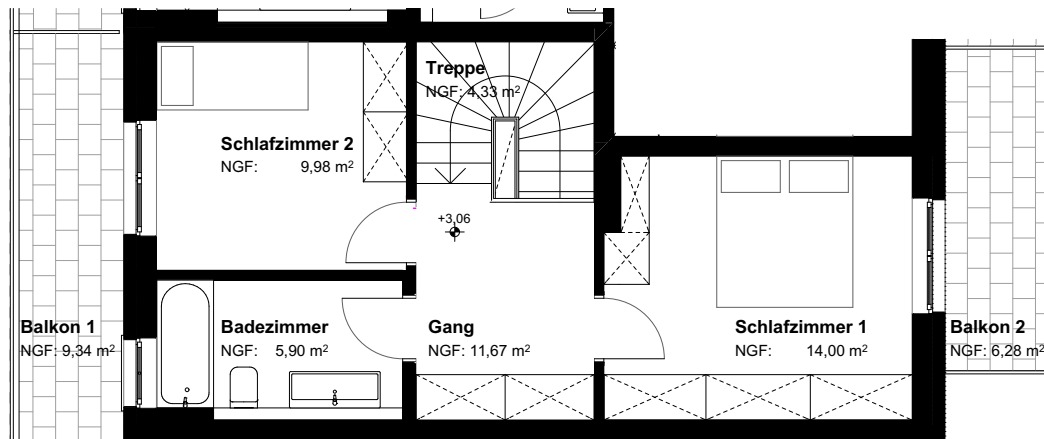 Treppe
NGF: 4,33 m²
Schlafzimmer 2
NGF: 9,98 m²
+3,06
Balkon 1
NGF: 9,34 m²
Badezimmer
NGF: 5,90 m²
Gang
NGF: 11,67 m²
Schlafzimmer 1
NGF: 14,00 m²
Balkon 2
NGF: 6,28 m²